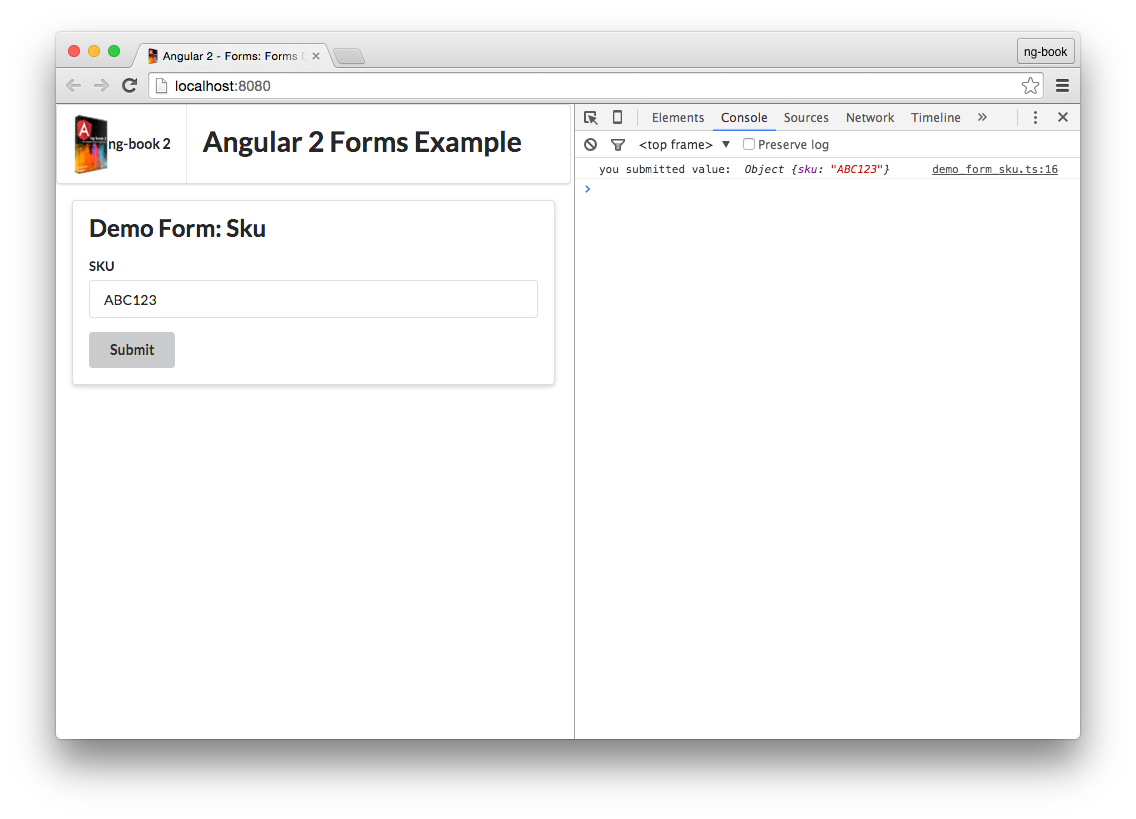 Angular 2 - Forms: Forms
ng-book
localhost:8080
ng-book 2
Angular 2 Forms Example
Demo Form: Sku
SKU
ABC123
Submit
Elements Console Sources Network Timeline »
<top frame> ▼ Preserve log
you submitted value: Object {sku: "ABC123"} demo_form_sku.ts:16
>